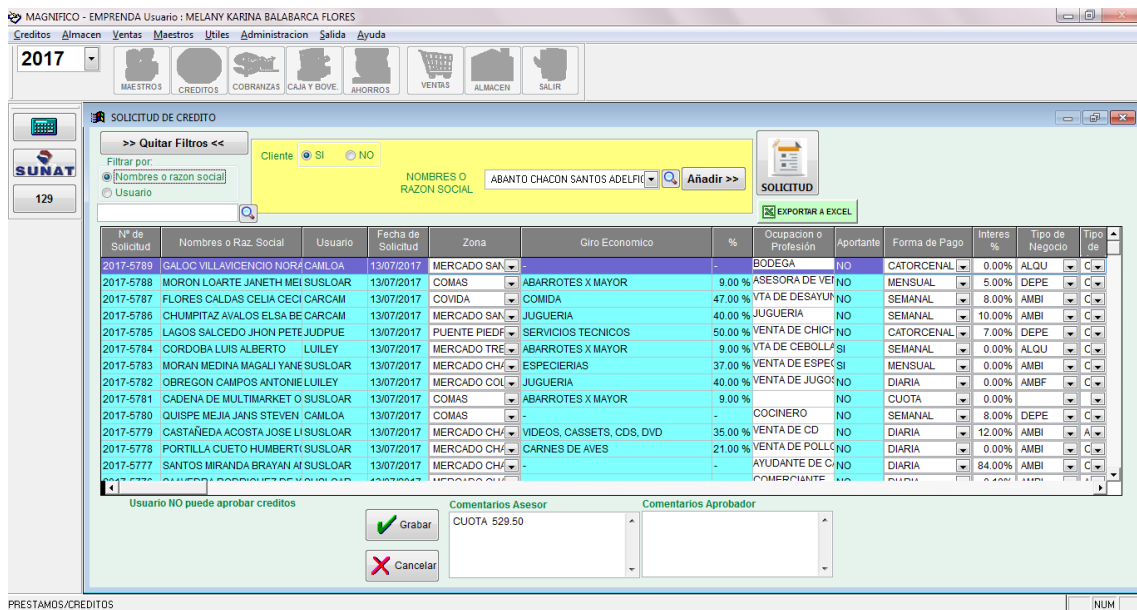 MAGNIFICO - EMPRENDA Usuario : MELANY KARINA BALABARCA FLORES
Creditos Almacen Ventas Maestros Utiles Administracion Salida Ayuda
2017
MAESTROS CREDITOS COBRANZAS CAJA Y BOVE. AHORROS VENTAS ALMACEN SALIR
SOLICITUD DE CREDITO
SUNAT
129
>> Quitar Filtros <<
Filtrar por:
Nombres o razon social
Usuario
Cliente SI NO
NOMBRES O RAZON SOCIAL ABANTO CHACON SANTOS ADELFI Añadir >>
SOLICITUD
EXPORTAR A EXCEL
Nº de Solicitud Nombres o Raz. Social Usuario Fecha de Solicitud Zona Giro Economico % Ocupacion o Profesión Aportante Forma de Pago Interes % Tipo de Negocio Tipo de
2017-5789 GALOC VILLAVICENCIO NORA CAMLOA 13/07/2017 MERCADO SAN - - BODEGA NO CATORCENAL 0.00% ALQU C
2017-5788 MORON LOARTE JANETH MEL SUSLOAR 13/07/2017 COMAS ABARROTES X MAYOR 9.00 % ASESORA DE VEN NO MENSUAL 5.00% DEPE C
2017-5787 FLORES CALDAS CELIA CECI CARCAM 13/07/2017 COVIDA COMIDA 47.00 % VTA DE DESAYUN NO SEMANAL 8.00% AMBI C
2017-5786 CHUMPITAZ AVALOS ELSA BE CARCAM 13/07/2017 MERCADO SAN JUGUERIA 40.00 % JUGUERIA NO SEMANAL 10.00% AMBI C
2017-5785 LAGOS SALCEDO JHON PETE JUDPUE 13/07/2017 PUENTE PIEDR SERVICIOS TECNICOS 50.00 % VENTA DE CHICH NO CATORCENAL 7.00% DEPE C
2017-5784 CORDOBA LUIS ALBERTO LUILEY 13/07/2017 MERCADO TRE ABARROTES X MAYOR 9.00 % VTA DE CEBOLLA SI SEMANAL 0.00% ALQU C
2017-5783 MORAN MEDINA MAGALI YANE SUSLOAR 13/07/2017 MERCADO CHA ESPECIERIAS 37.00 % VENTA DE ESPEC SI MENSUAL 0.00% AMBI C
2017-5782 OBREGON CAMPOS ANTONIE LUILEY 13/07/2017 MERCADO COL JUGUERIA 40.00 % VENTA DE JUGOS NO DIARIA 0.00% AMBF C
2017-5781 CADENA DE MULTIMARKET O SUSLOAR 13/07/2017 COMAS ABARROTES X MAYOR 9.00 % NO CUOTA 0.00% C
2017-5780 QUISPE MEJIA JANS STEVEN CAMLOA 13/07/2017 COMAS - - COCINERO NO SEMANAL 8.00% DEPE C
2017-5779 CASTAÑEDA ACOSTA JOSE L SUSLOAR 13/07/2017 MERCADO CHA VIDEOS, CASSETS, CDS, DVD 35.00 % VENTA DE CD NO DIARIA 12.00% AMBI A
2017-5778 PORTILLA CUETO HUMBERT SUSLOAR 13/07/2017 MERCADO CHA CARNES DE AVES 21.00 % VENTA DE POLLO NO DIARIA 0.00% AMBI C
2017-5777 SANTOS MIRANDA BRAYAN A SUSLOAR 13/07/2017 MERCADO CHA - - AYUDANTE DE CA NO DIARIA 84.00% AMBI C
COMERCIANTE
Usuario NO puede aprobar creditos
Comentarios Asesor Comentarios Aprobador
Grabar CUOTA 529.50
Cancelar
PRESTAMOS/CREDITOS NUM